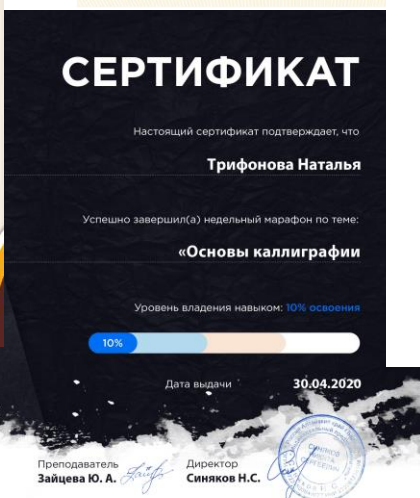 СЕРТИФИКАТ
Настоящий сертификат подтверждает, что
Трифонова Наталья
Успешно завершил(а) недельный марафон по теме:
«Основы каллиграфии
Уровень владения навыком: 10% освоения
10%
Дата выдачи 30.04.2020
Преподаватель
Зайцева Ю. А.
Директор
Синяков Н.С.